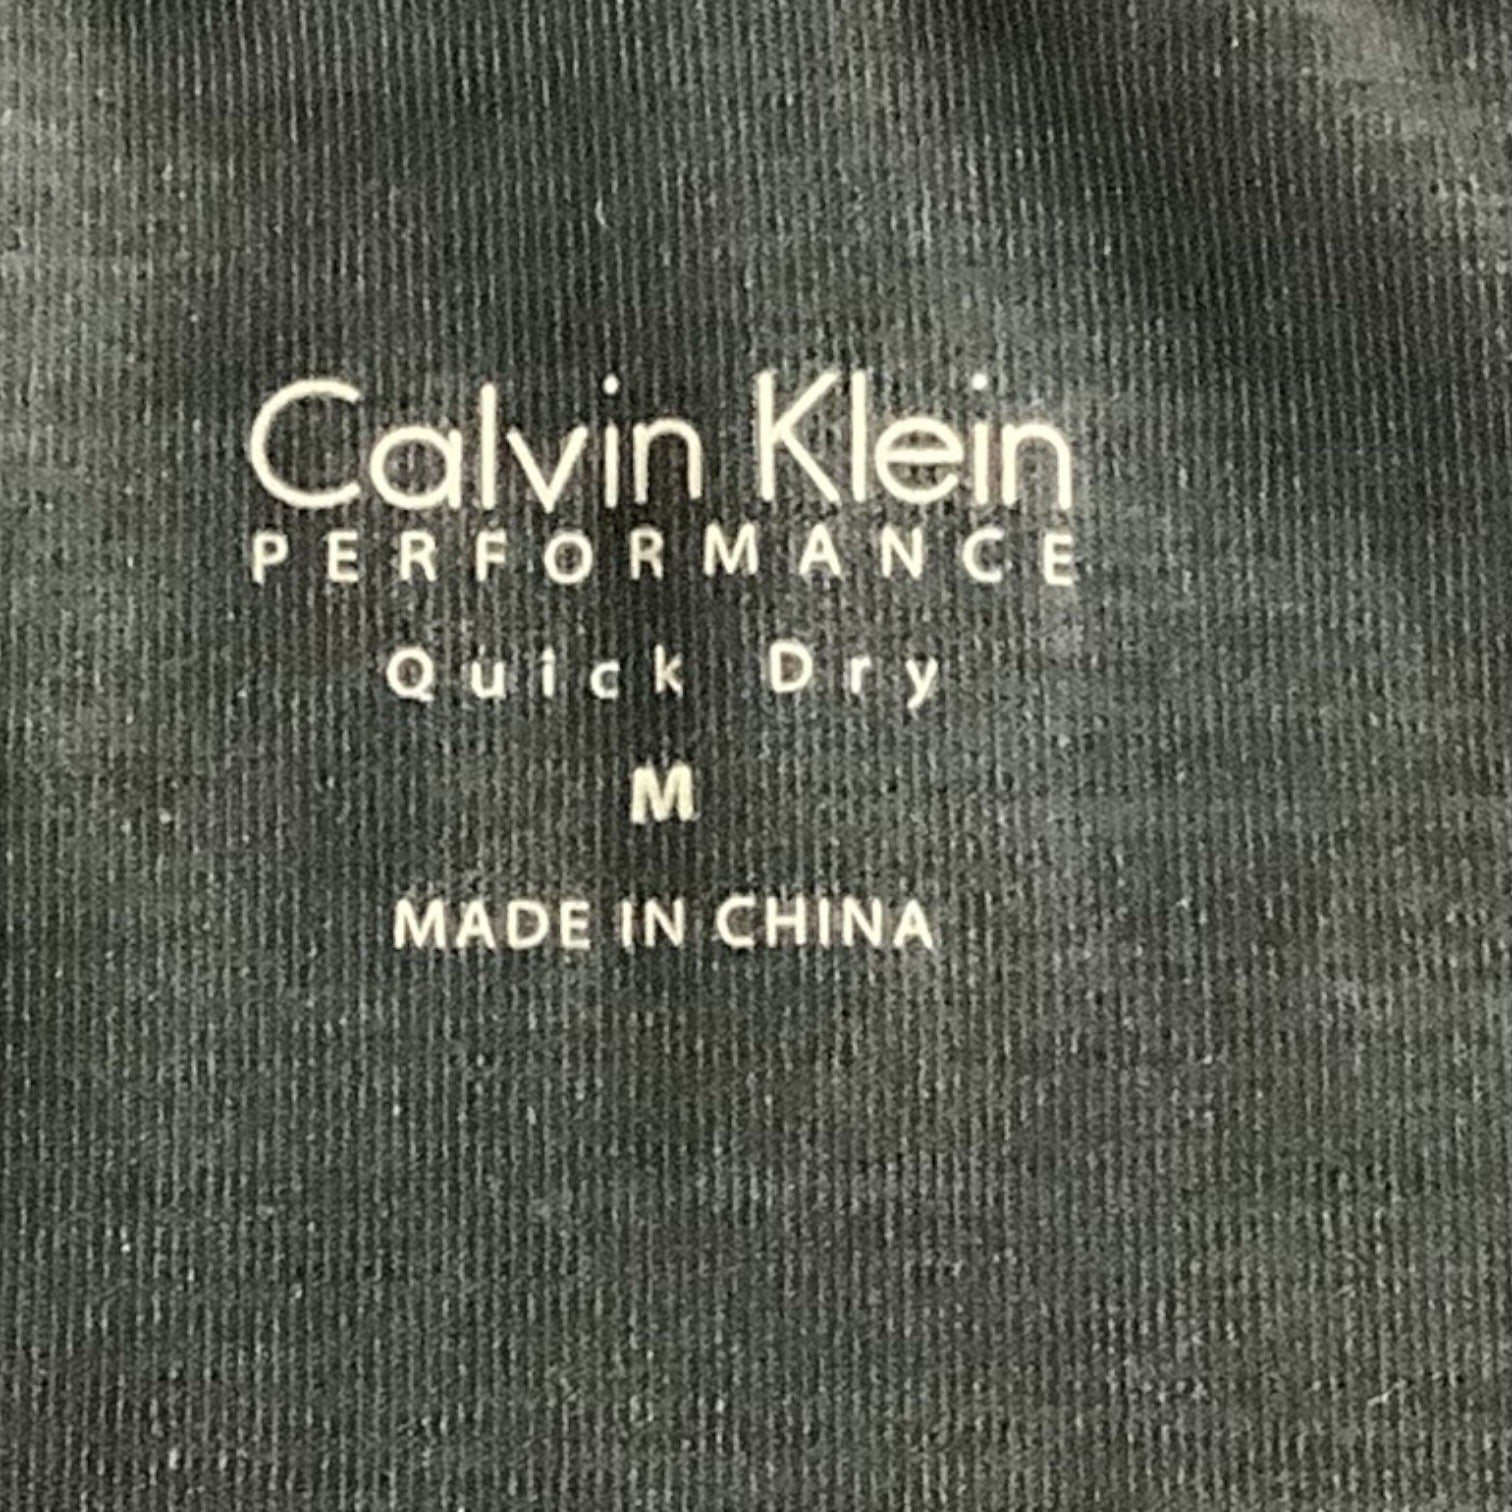 Calvin Klein
PERFORMANCE
Quick Dry
M
MADE IN CHINA